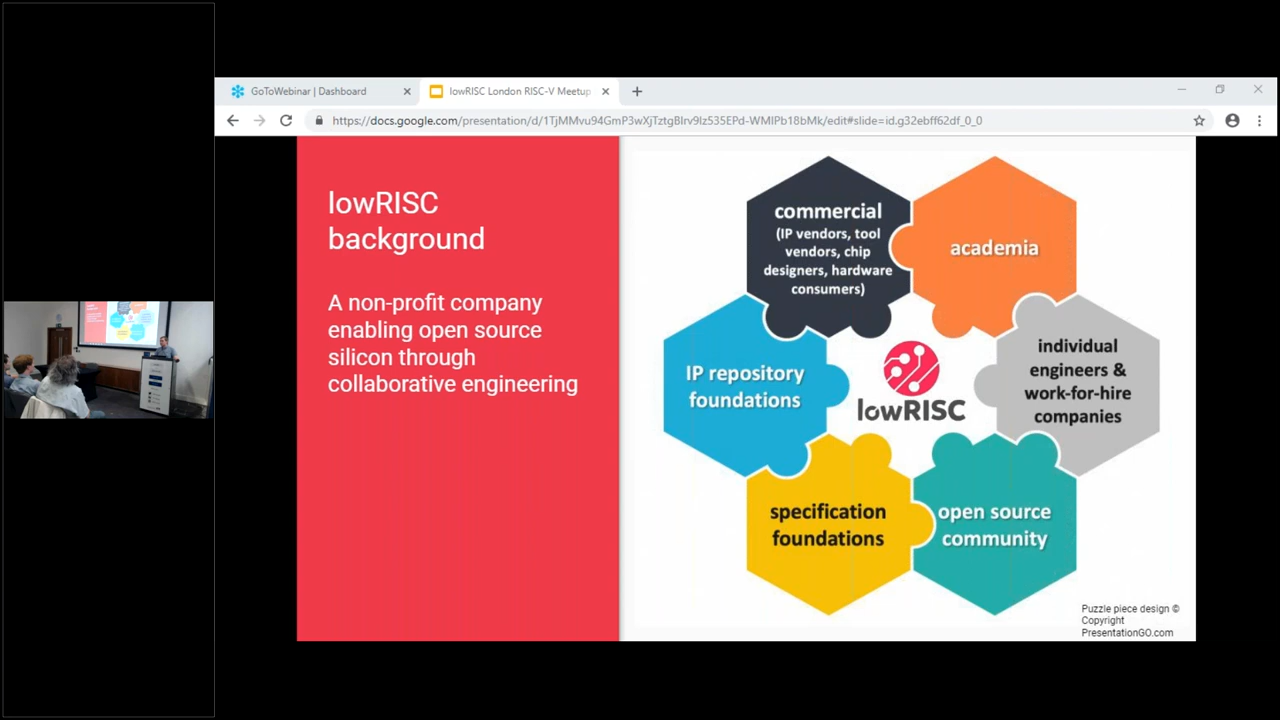 GoToWebinar | Dashboard
lowRISC London RISC-V Meetup
https://docs.google.com/presentation/d/1TjMMvu94GmP3wXjTztgBIrv9Iz535EPd-WMIPb18bMk/edit#slide=id.g32ebff62df_0_0
lowRISC
background
A non-profit company
enabling open source
silicon through
collaborative engineering
commercial
(IP vendors, tool
vendors, chip
designers, hardware
consumers)
academia
IP repository
foundations
lowRISC
individual
engineers &
work-for-hire
companies
specification
foundations
open source
community
Puzzle piece design ©
Copyright
PresentationGO.com